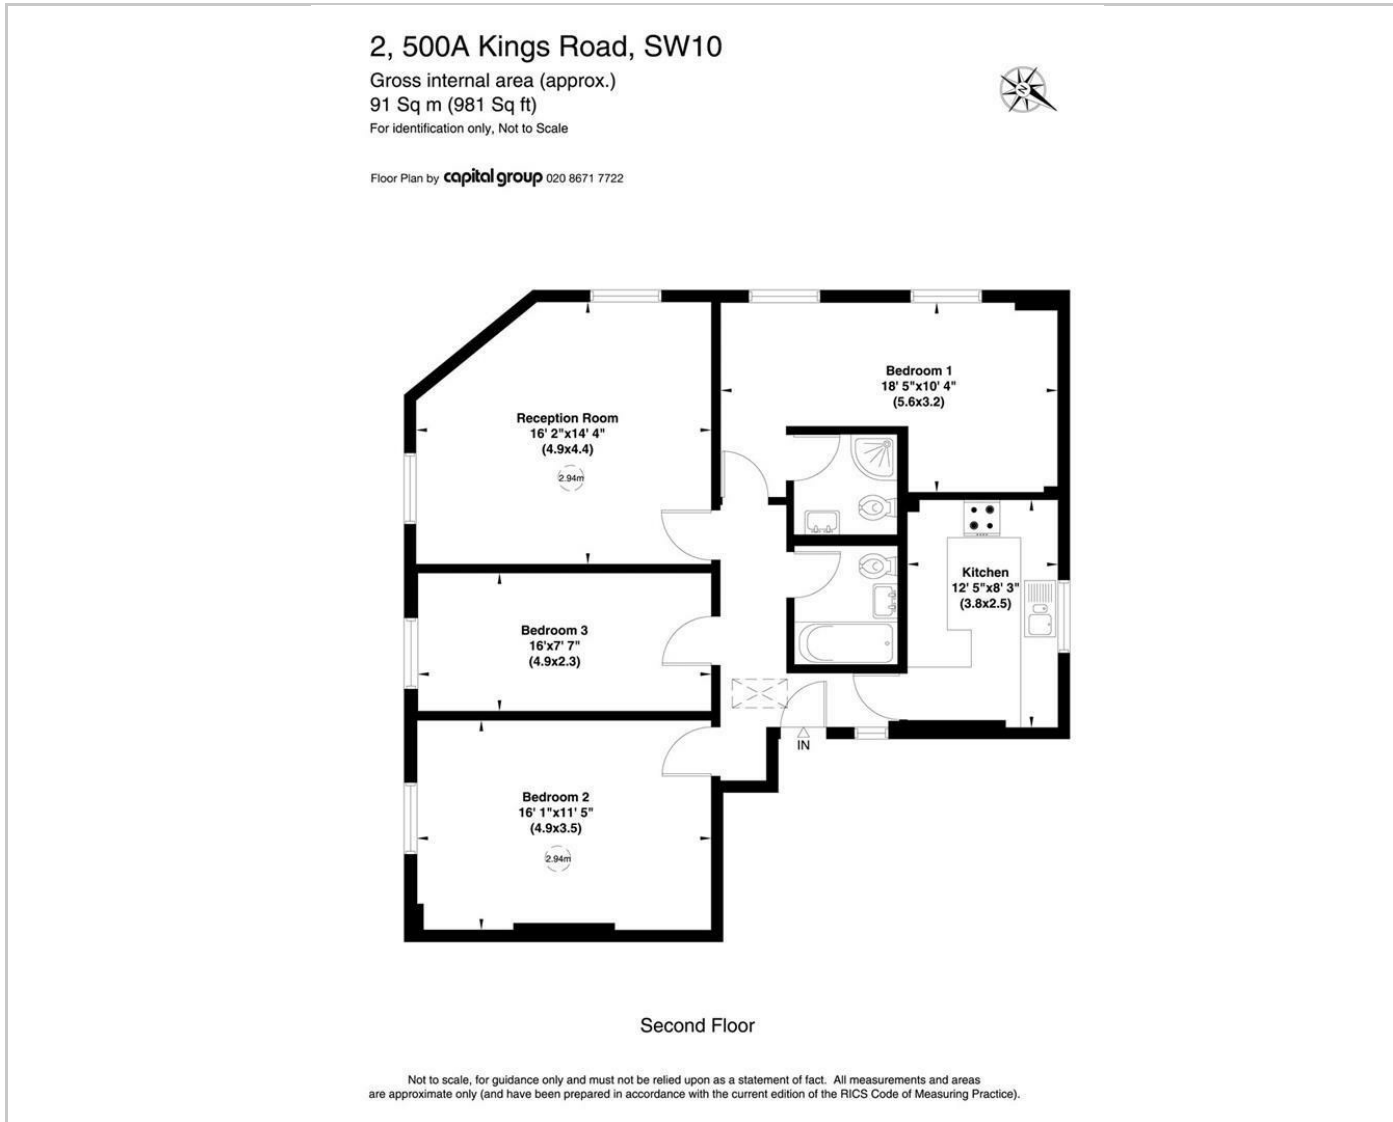 2, 500A Kings Road, SW10
Gross internal area (approx.)
91 Sq m (981 Sq ft)
For identification only, Not to Scale
Floor Plan by capital group 020 8671 7722
N
Bedroom 1
18' 5"x10' 4"
(5.6x3.2)
Reception Room
16' 2"x14' 4"
(4.9x4.4)
2.94m
Kitchen
12' 5"x8' 3"
(3.8x2.5)
Bedroom 3
16'x7' 7"
(4.9x2.3)
IN
Bedroom 2
16' 1"x11' 5"
(4.9x3.5)
2.94m
Second Floor
Not to scale, for guidance only and must not be relied upon as a statement of fact. All measurements and areas
are approximate only (and have been prepared in accordance with the current edition of the RICS Code of Measuring Practice).